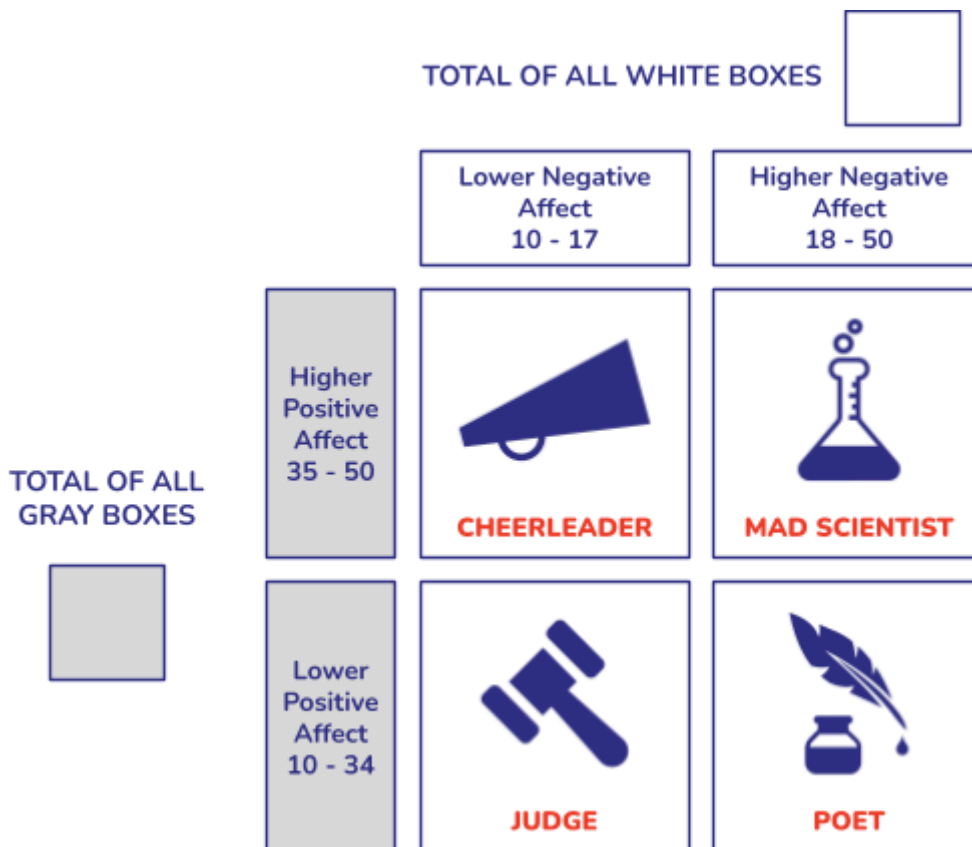 TOTAL OF ALL WHITE BOXES
Lower Negative
Affect
10 - 17
Higher Negative
Affect
18 - 50
TOTAL OF ALL
GRAY BOXES
Higher
Positive
Affect
35 - 50
CHEERLEADER
MAD SCIENTIST
Lower
Positive
Affect
10 - 34
JUDGE
POET